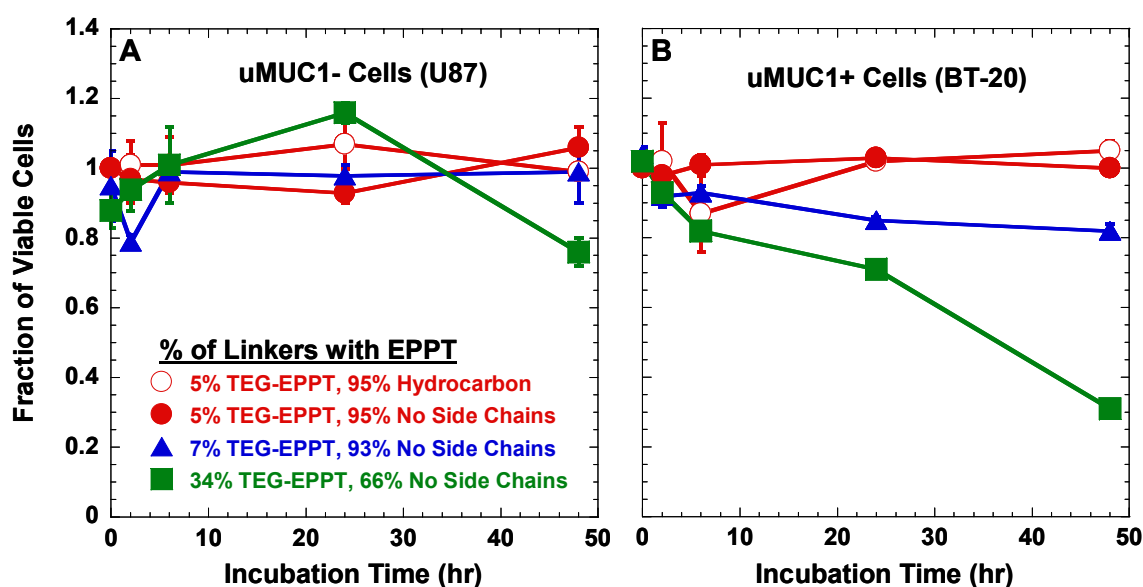 A
uMUC1- Cells (U87)
B
uMUC1+ Cells (BT-20)
Fraction of Viable Cells
1.4
1.2
1
0.8
0.6
0.4
0.2
0
% of Linkers with EPPT
5% TEG-EPPT, 95% Hydrocarbon
5% TEG-EPPT, 95% No Side Chains
7% TEG-EPPT, 93% No Side Chains
34% TEG-EPPT, 66% No Side Chains
0 10 20 30 40 50
0 10 20 30 40 50
Incubation Time (hr)
Incubation Time (hr)